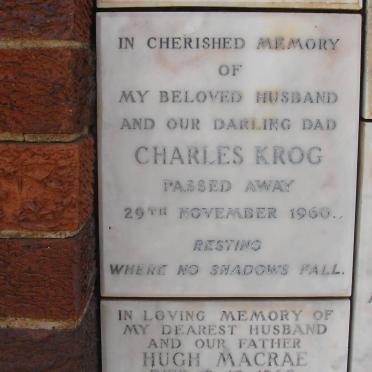 IN CHERISHED MEMORY
OF
MY BELOVED HUSBAND
AND OUR DARLING DAD
CHARLES KROG
PASSED AWAY
29TH NOVEMBER 1960.
RESTING
WHERE NO SHADOWS FALL.
IN LOVING MEMORY OF
MY DEAREST HUSBAND
AND OUR FATHER
HUGH MACRAE